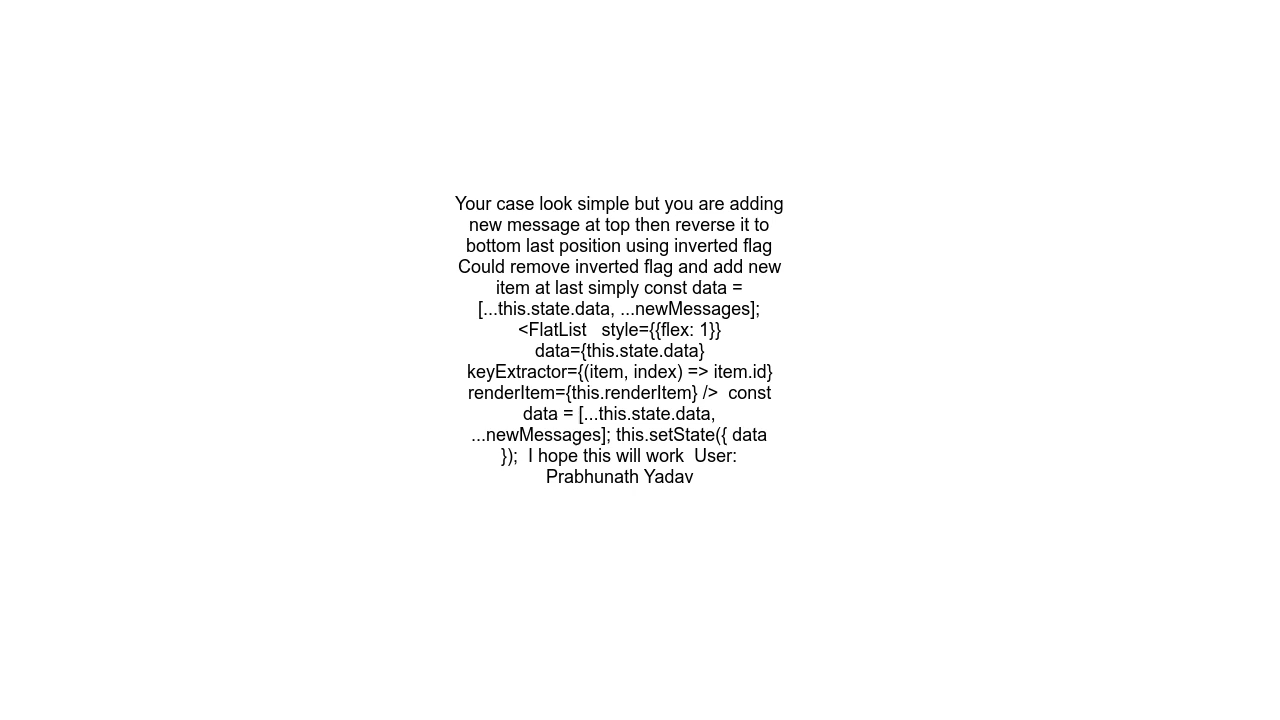 Your case look simple but you are adding
new message at top then reverse it to
bottom last position using inverted flag
Could remove inverted flag and add new
item at last simply const data =
[...this.state.data, ...newMessages];
<FlatList   style={{flex: 1}}
data={this.state.data}
keyExtractor={(item, index) => item.id}
renderItem={this.renderItem} />  const
data = [...this.state.data,
...newMessages]; this.setState({ data
});  I hope this will work  User:
Prabhunath Yadav